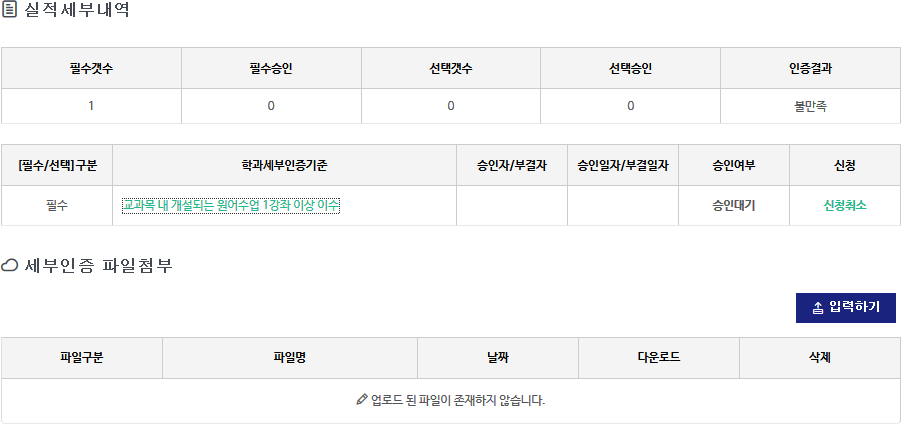 실적세부내역
필수갯수 필수승인 선택갯수 선택승인 인증결과
1 0 0 0 불만족
[필수/선택]구분 학과세부인증기준 승인자/부결자 승인일자/부결일자 승인여부 신청
필수 교과목 내 개설되는 원어수업 1강좌 이상 이수 승인대기 신청취소
세부인증 파일첨부
입력하기
파일구분 파일명 날짜 다운로드 삭제
업로드 된 파일이 존재하지 않습니다.